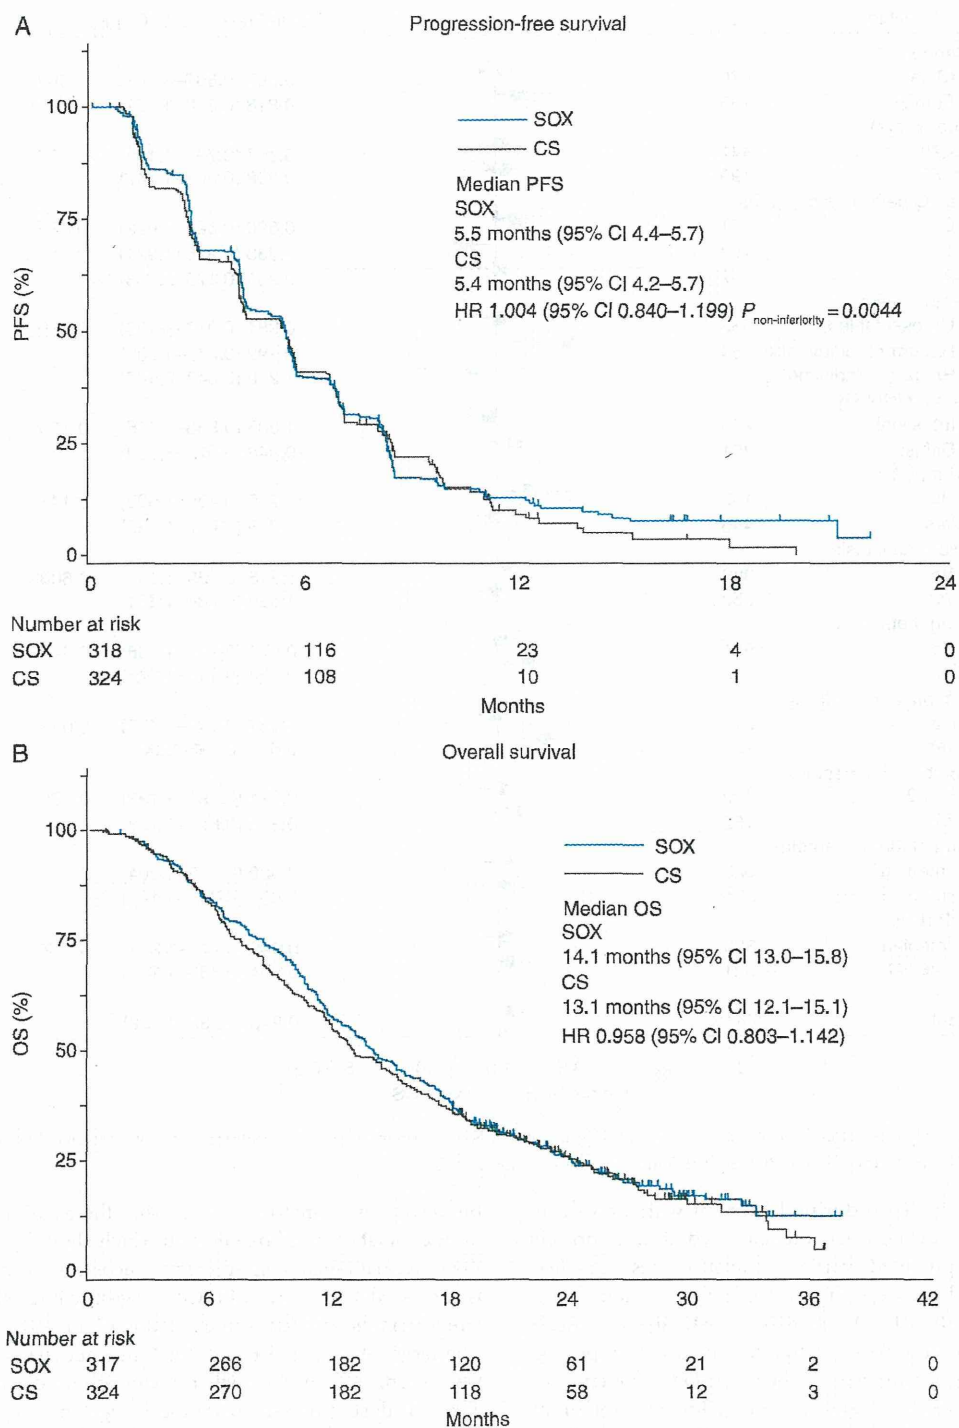 A
Progression-free survival
100
75
50
25
0
PFS (%)
SOX
CS
Median PFS
SOX
5.5 months (95% CI 4.4–5.7)
CS
5.4 months (95% CI 4.2–5.7)
HR 1.004 (95% CI 0.840–1.199) P non-inferiority = 0.0044
0 6 12 18 24
Number at risk
SOX 318 116 23 4 0
CS 324 108 10 1 0
Months
B
Overall survival
100
75
50
25
0
OS (%)
SOX
CS
Median OS
SOX
14.1 months (95% CI 13.0–15.8)
CS
13.1 months (95% CI 12.1–15.1)
HR 0.958 (95% CI 0.803–1.142)
0 6 12 18 24 30 36 42
Number at risk
SOX 317 266 182 120 61 21 2 0
CS 324 270 182 118 58 12 3 0
Months